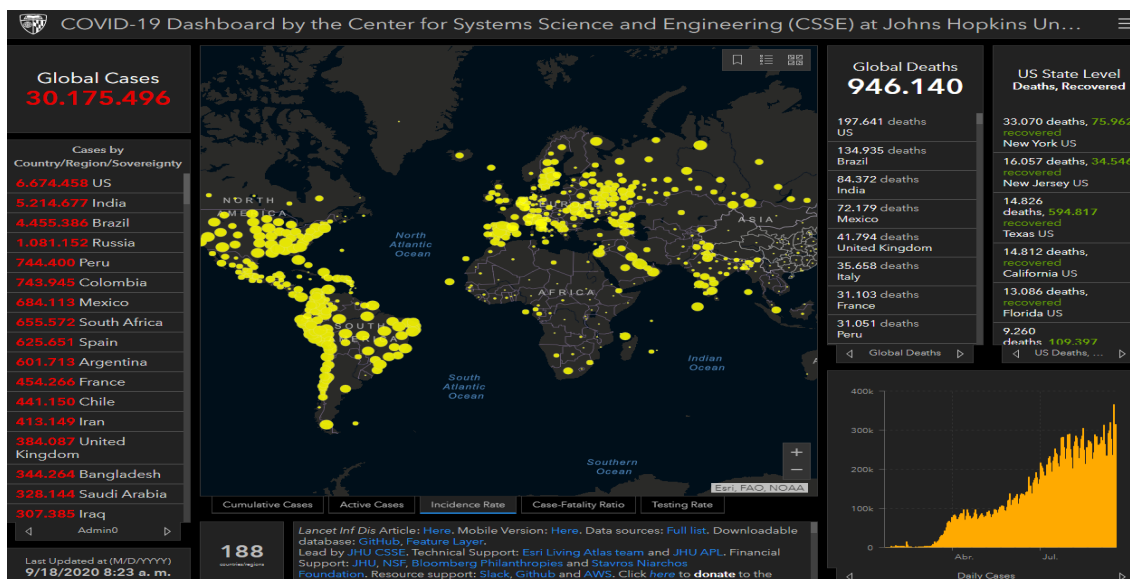 COVID-19 Dashboard by the Center for Systems Science and Engineering (CSSE) at Johns Hopkins Un...
Global Cases
30.175.496
Cases by
Country/Region/Sovereignty
6.674.458 US
5.214.677 India
4.455.386 Brazil
1.081.152 Russia
744.400 Peru
743.945 Colombia
684.113 Mexico
655.572 South Africa
625.651 Spain
601.713 Argentina
454.266 France
441.150 Chile
413.149 Iran
384.087 United
Kingdom
344.264 Bangladesh
328.144 Saudi Arabia
307.385 Iraq
Admin0
Last Updated at (M/D/YYYY)
9/18/2020 8:23 a. m.
NORTH
AMERICA
North
Atlantic
Ocean
EUROPE
ASIA
AFRICA
SOUTH
Indian
Ocean
South
Atlantic
Ocean
Southern
Ocean
+
−
Esri, FAO, NOAA
Cumulative Cases
Active Cases
Incidence Rate
Case-Fatality Ratio
Testing Rate
188
countries/regions
Lancet Inf Dis Article: Here. Mobile Version: Here. Data sources: Full list. Downloadable
database: GitHub, Feature Layer.
Lead by JHU CSSE. Technical Support: Esri Living Atlas team and JHU APL. Financial
Support: JHU, NSF, Bloomberg Philanthropies and Stavros Niarchos
Foundation. Resource support: Slack, Github and AWS. Click here to donate to the
Global Deaths
946.140
197.641 deaths
US
134.935 deaths
Brazil
84.372 deaths
India
72.179 deaths
Mexico
41.794 deaths
United Kingdom
35.658 deaths
Italy
31.103 deaths
France
31.051 deaths
Peru
Global Deaths
US State Level
Deaths, Recovered
33.070 deaths, 75.962
recovered
New York US
16.057 deaths, 34.546
recovered
New Jersey US
14.826
deaths, 594.817
recovered
Texas US
14.812 deaths,
recovered
California US
13.086 deaths,
recovered
Florida US
9.260
deaths, 109.397
US Deaths, ...
400k
300k
200k
100k
0
Abr.
Jul.
Daily Cases